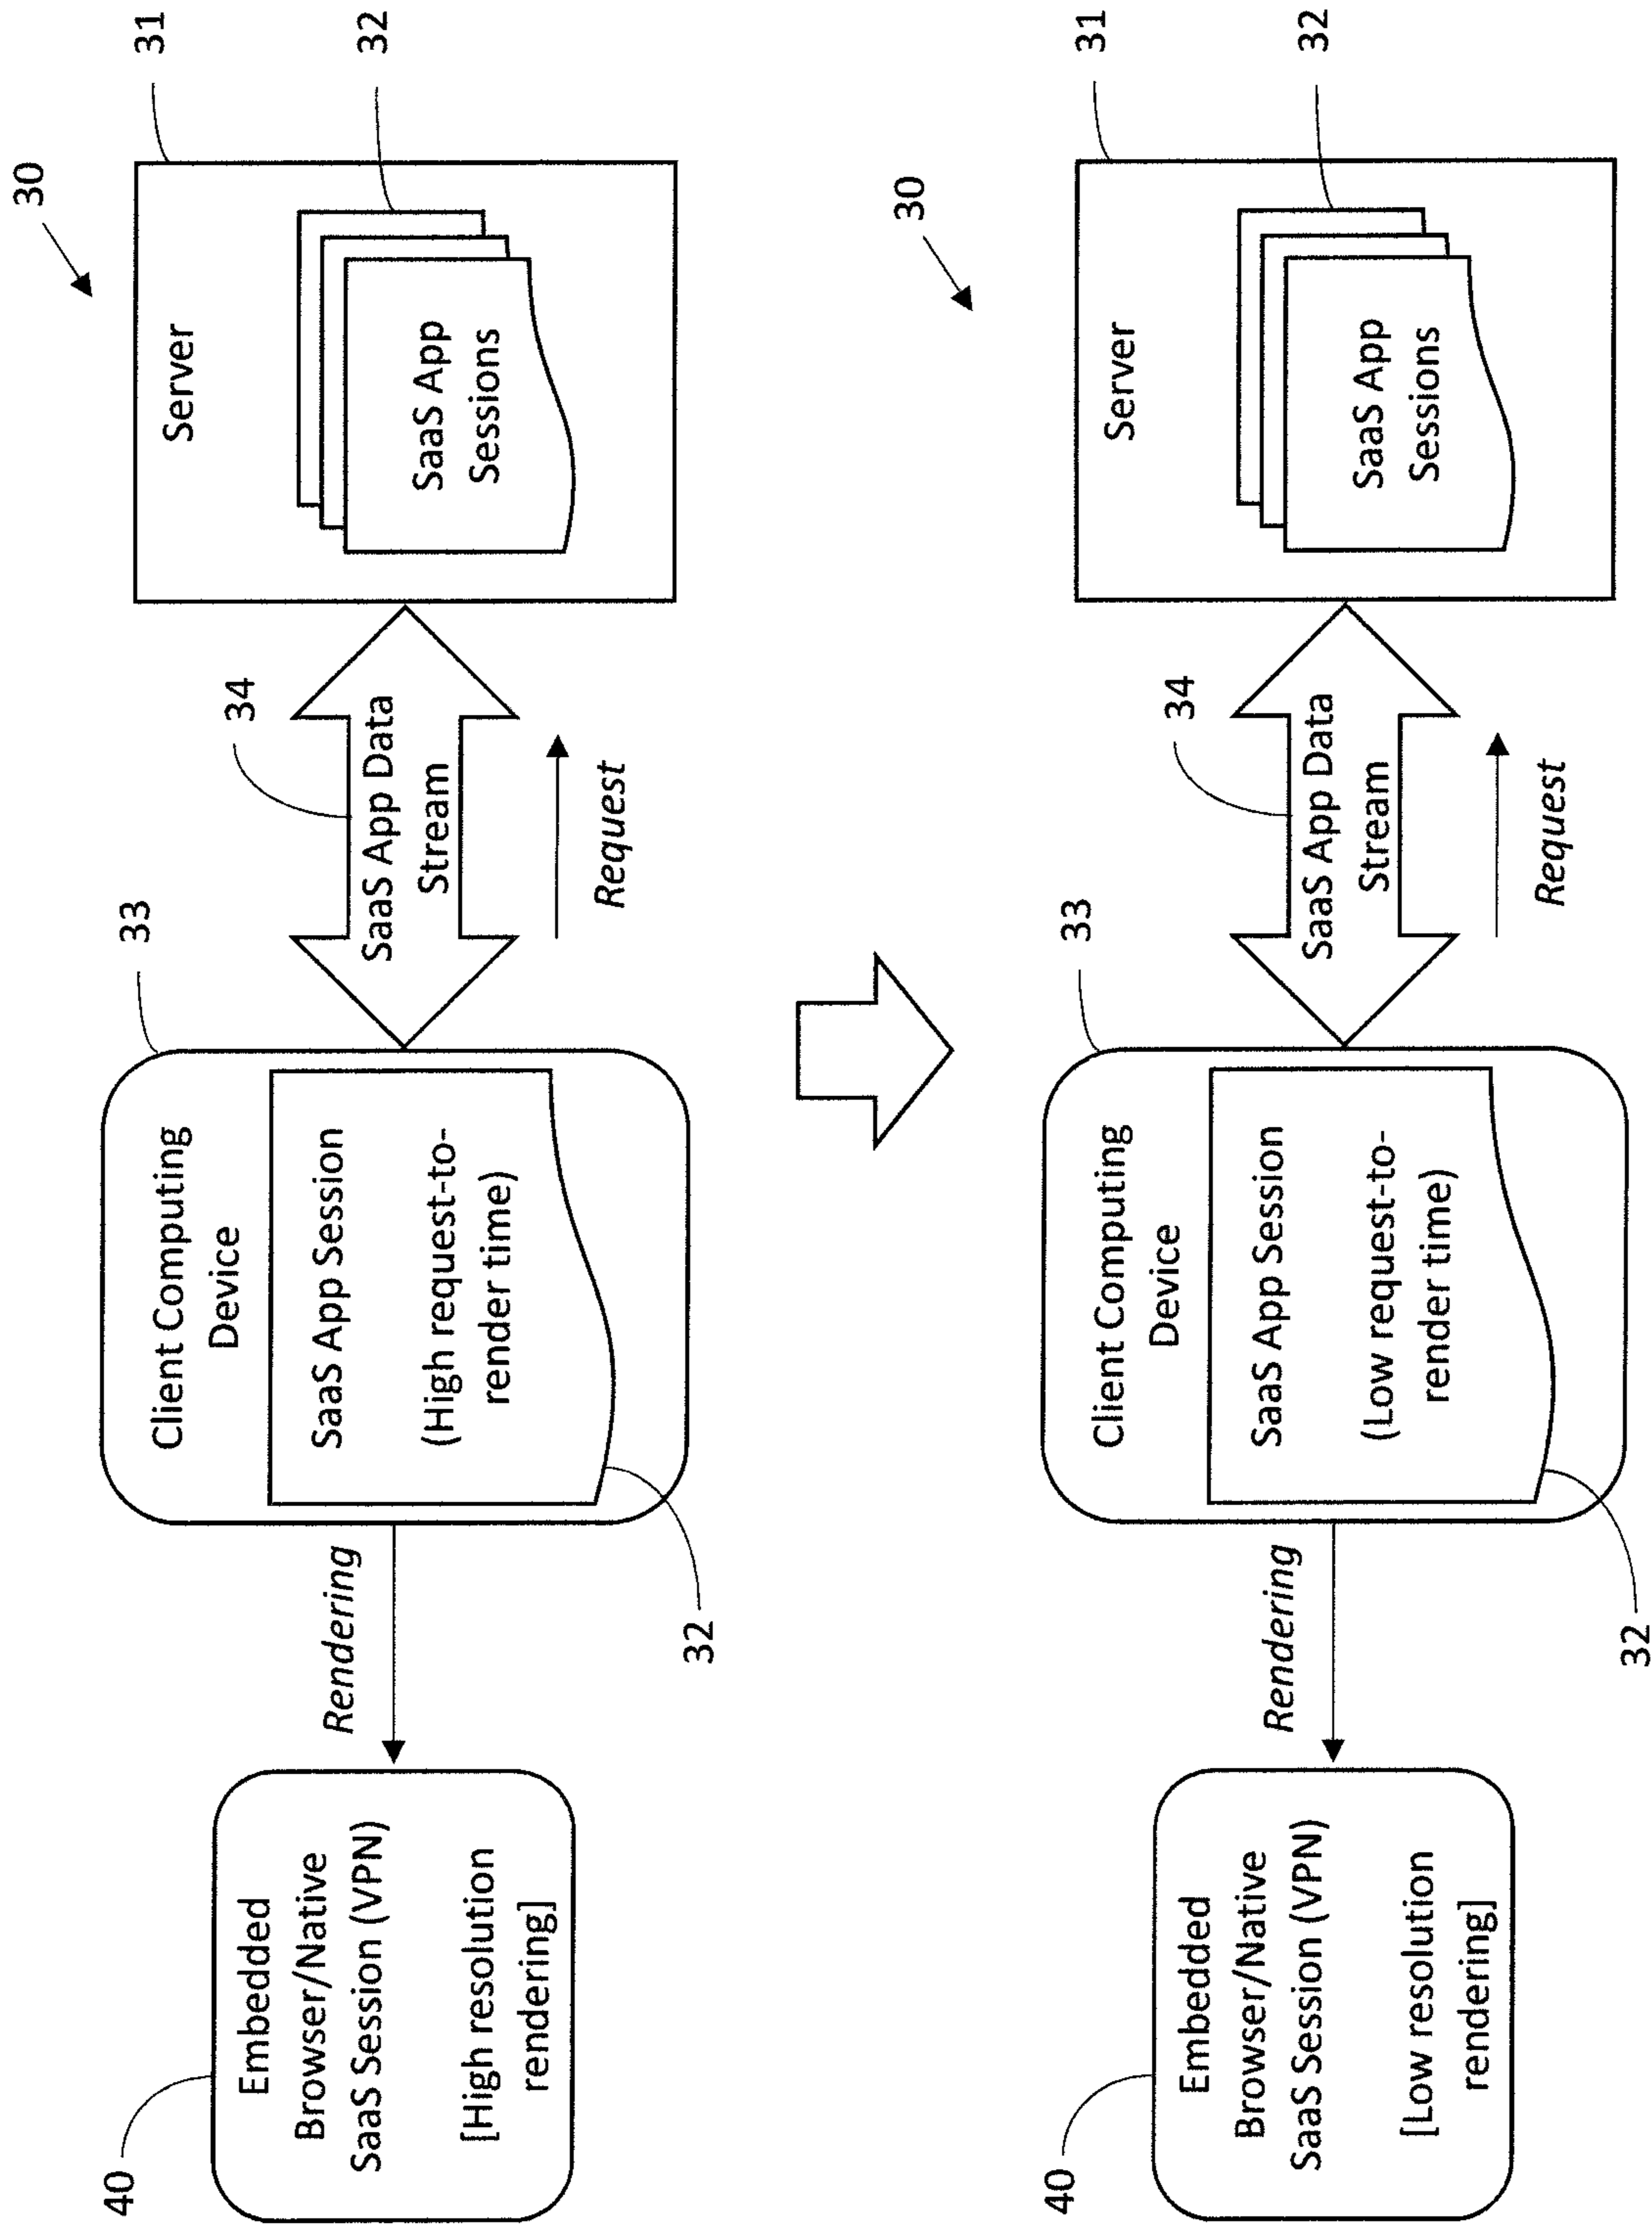 30
31
Server
32
SaaS App
Sessions
34
SaaS App Data
Stream
Request
33
Client Computing
Device
SaaS App Session
(High request-to-
render time)
32
Rendering
40
Embedded
Browser/Native
SaaS Session (VPN)
[High resolution
rendering]
30
31
Server
32
SaaS App
Sessions
34
SaaS App Data
Stream
Request
33
Client Computing
Device
SaaS App Session
(Low request-to-
render time)
32
Rendering
40
Embedded
Browser/Native
SaaS Session (VPN)
[Low resolution
rendering]